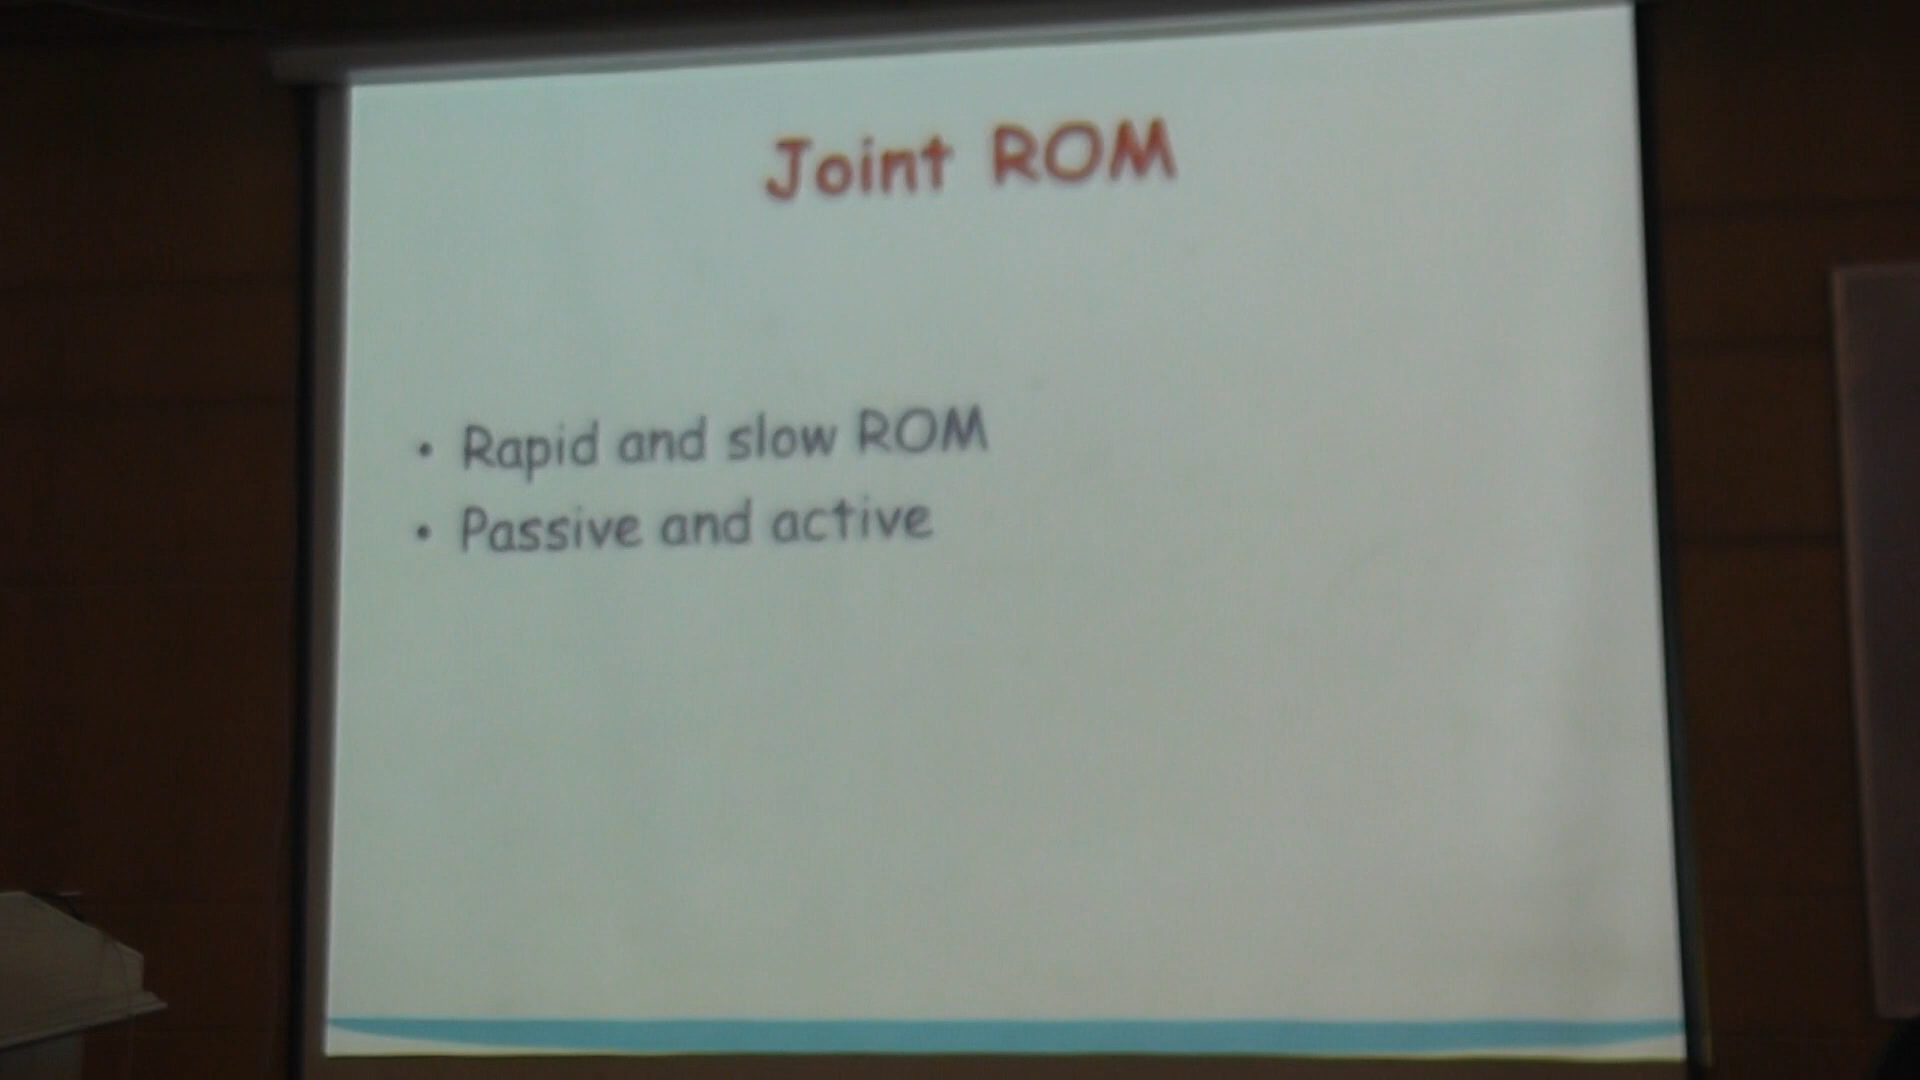 Joint ROM
• Rapid and slow ROM
• Passive and active